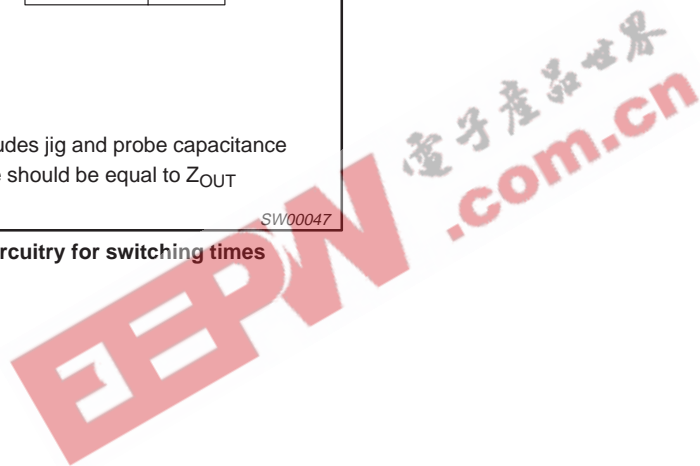 udes jig and probe capacitance
e should be equal to ZOUT
SW00047
rcuitry for switching times
EEPW .com.cn
电子产品世界